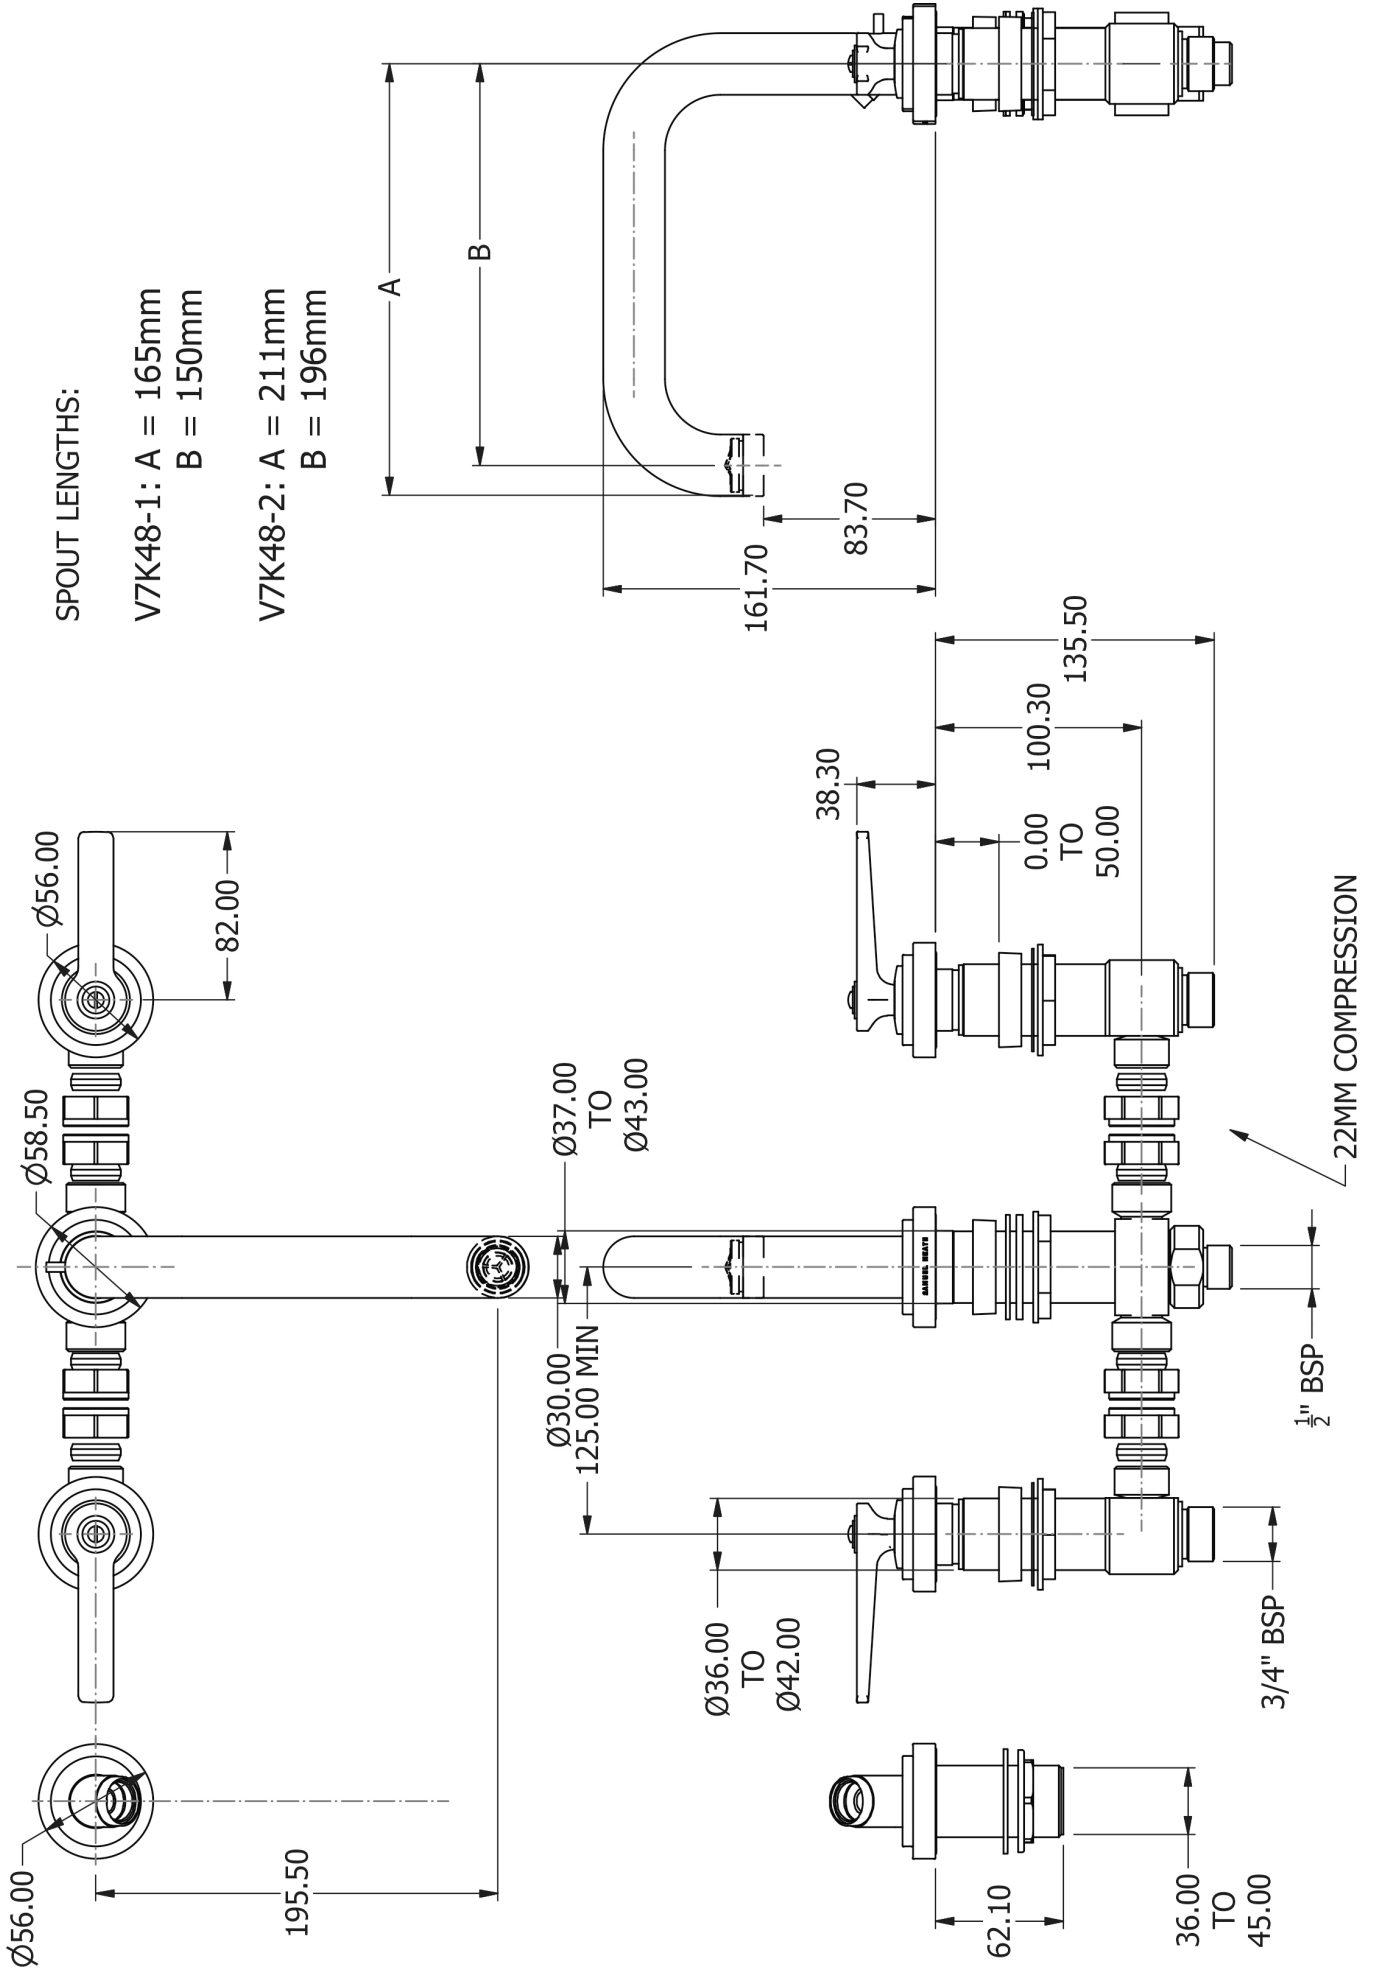 SPOUT LENGTHS:
V7K48-1: A = 165mm
B = 150mm
V7K48-2: A = 211mm
B = 196mm
Ø56.00
195.50
Ø58.50
Ø56.00
82.00
A
B
161.70
83.70
62.10
36.00
TO
45.00
Ø36.00
TO
Ø42.00
3/4" BSP
Ø30.00
125.00 MIN
Ø37.00
TO
Ø43.00
SAMUEL HEATH
½" BSP
22MM COMPRESSION
38.30
0.00
TO
50.00
100.30
135.50